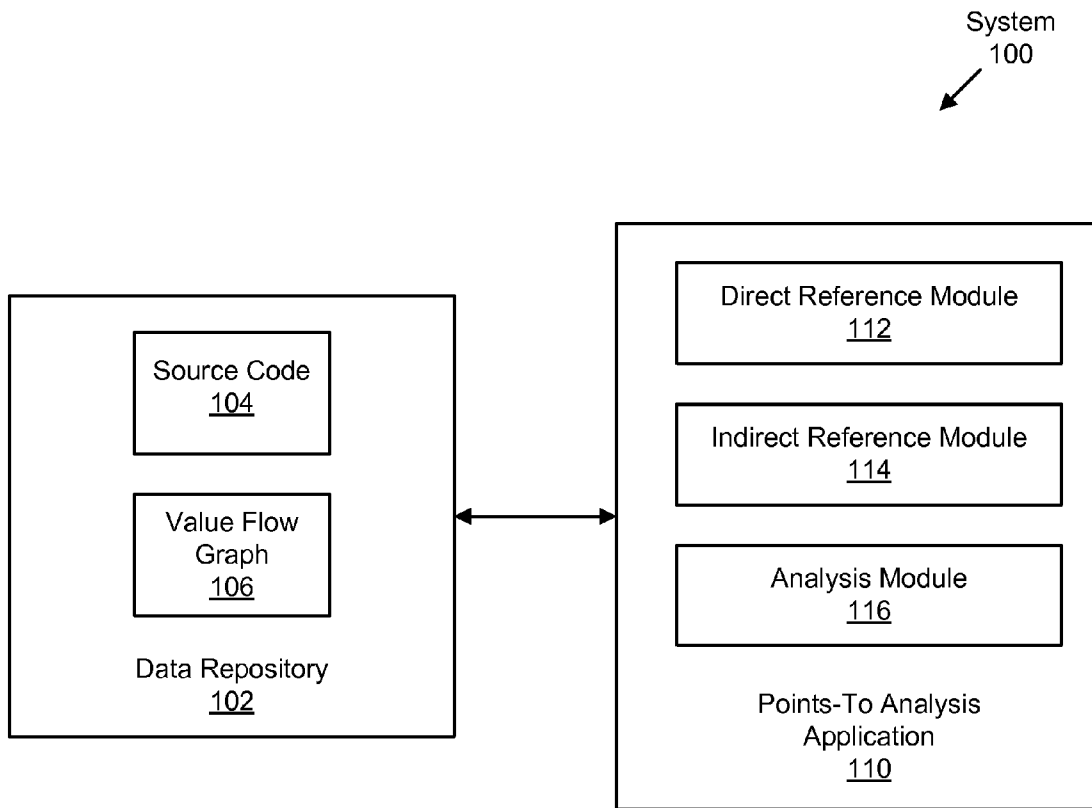 System
100
Source Code
104
Value Flow
Graph
106
Data Repository
102
Direct Reference Module
112
Indirect Reference Module
114
Analysis Module
116
Points-To Analysis
Application
110